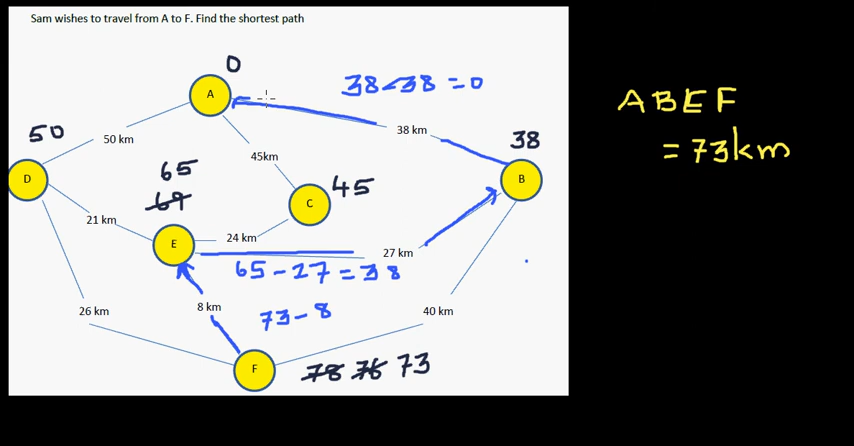 Sam wishes to travel from A to F. Find the shortest path
0
A
38<38 = 0
A B E F
= 73km
50
50 km
38 km
38
65
69
45km
D
B
C
45
21 km
E
24 km
27 km
65 - 27 = 38
26 km
8 km
73 - 8
40 km
F
78 76 73